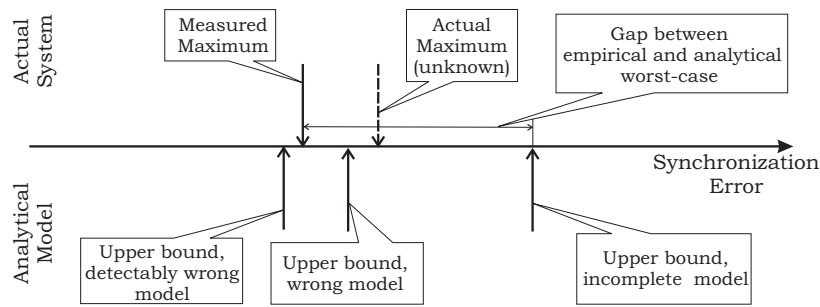 Actual
System
Measured
Maximum
Actual
Maximum
(unknown)
Gap between
empirical and analytical
worst-case
Synchronization
Error
Analytical
Model
Upper bound,
detectably wrong
model
Upper bound,
wrong model
Upper bound,
incomplete model